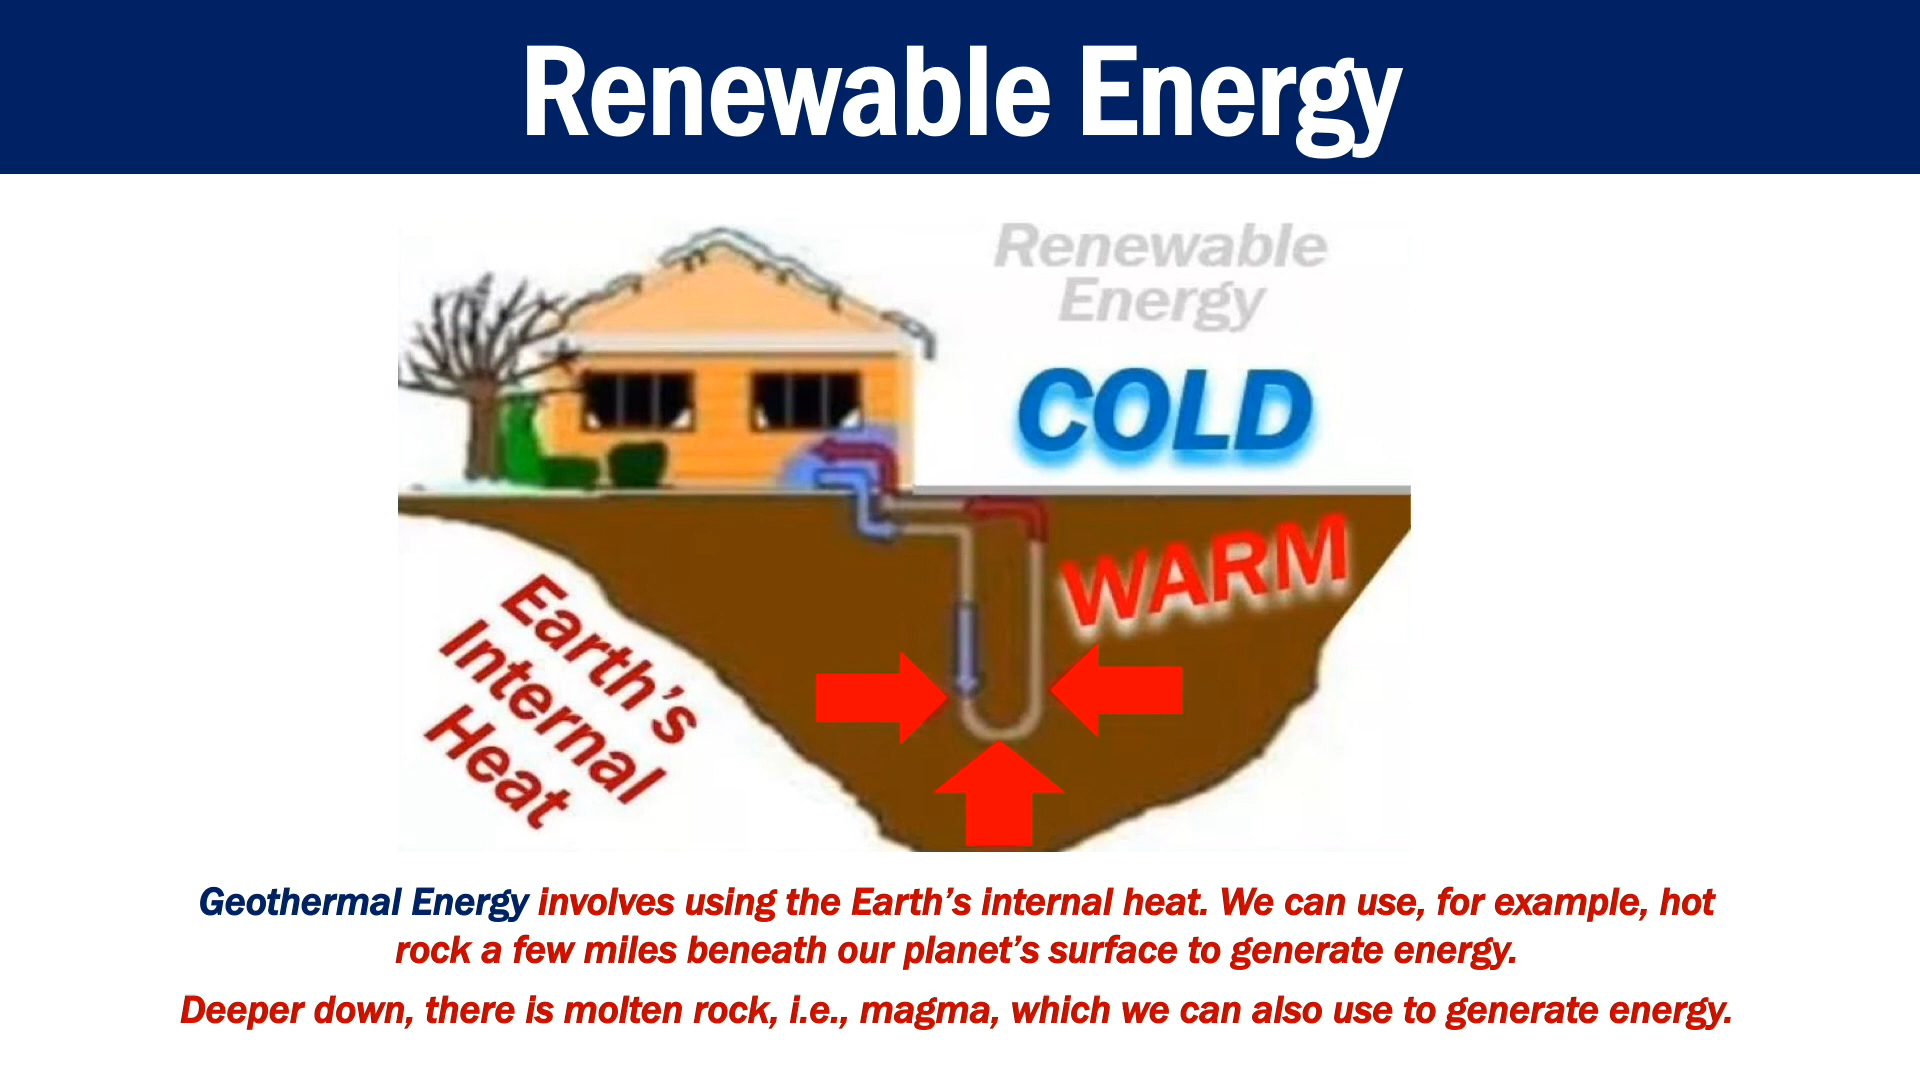 Renewable Energy
Renewable
Energy
COLD
WARM
Earth’s
Internal
Heat
Geothermal Energy involves using the Earth’s internal heat. We can use, for example, hot
rock a few miles beneath our planet’s surface to generate energy.
Deeper down, there is molten rock, i.e., magma, which we can also use to generate energy.